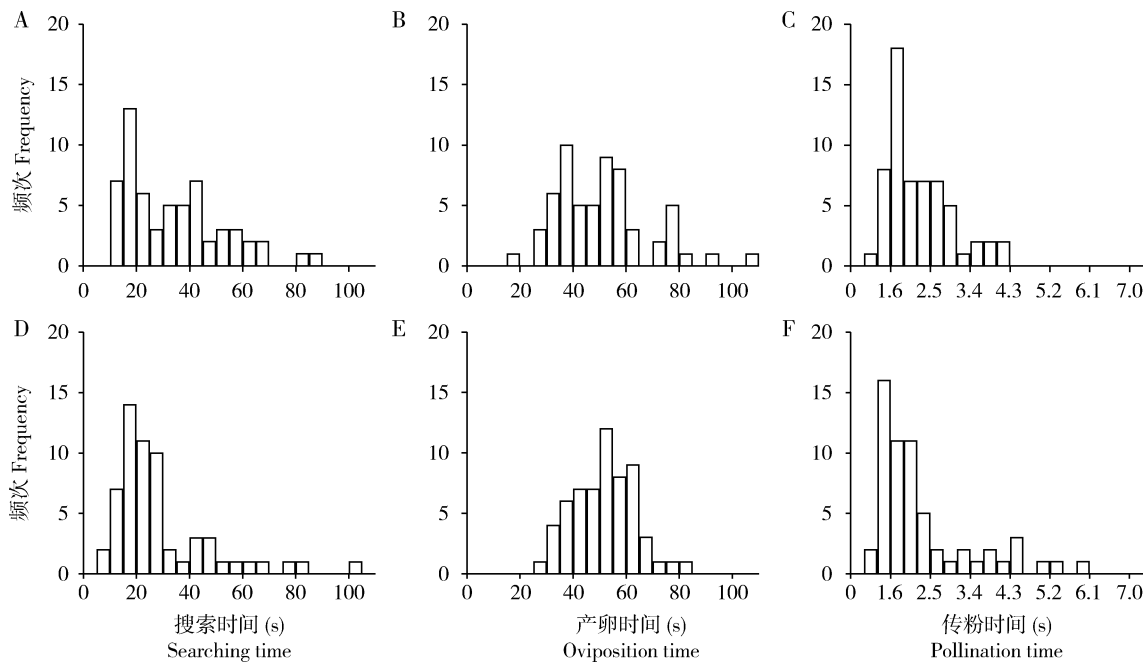 A
20
15
10
5
0
频次 Frequency
0 20 40 60 80 100
B
20
15
10
5
0
0 20 40 60 80 100
C
20
15
10
5
0
0 1.6 2.5 3.4 4.3 5.2 6.1 7.0
D
20
15
10
5
0
频次 Frequency
0 20 40 60 80 100
搜索时间 (s)
Searching time
E
20
15
10
5
0
0 20 40 60 80 100
产卵时间 (s)
Oviposition time
F
20
15
10
5
0
0 1.6 2.5 3.4 4.3 5.2 6.1 7.0
传粉时间 (s)
Pollination time